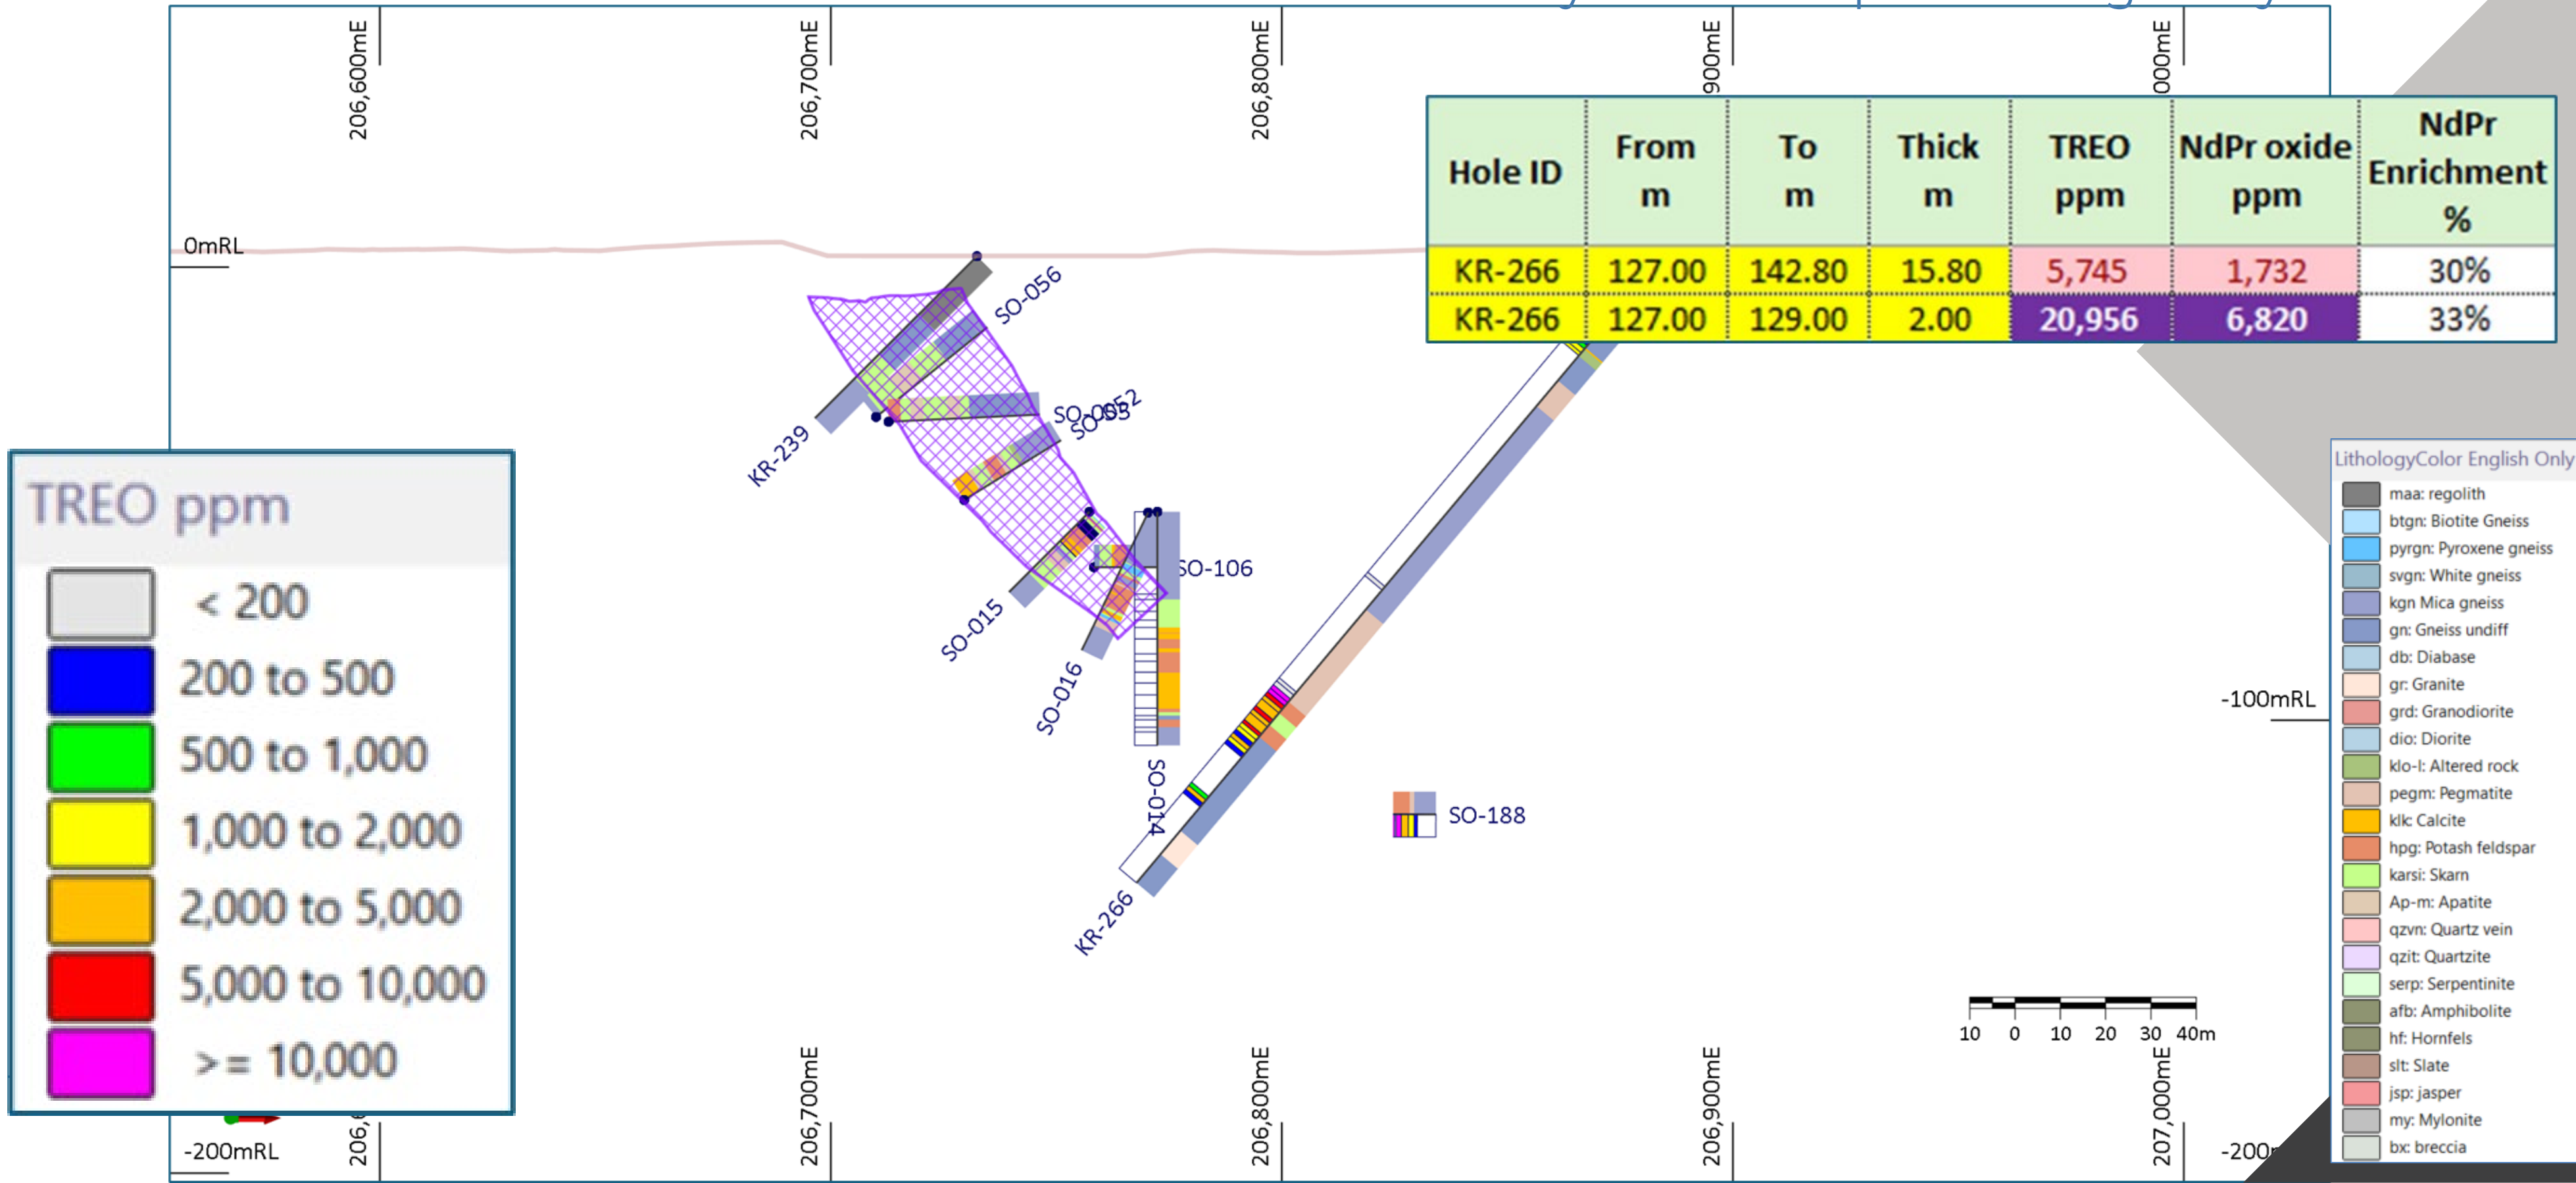 206,600mE
206,700mE
206,800mE
900mE
000mE
Hole ID From m To m Thick m TREO ppm NdPr oxide ppm NdPr Enrichment %
KR-266 127.00 142.80 15.80 5,745 1,732 30%
KR-266 127.00 129.00 2.00 20,956 6,820 33%
0mRL
SO-056
KR-239
SO-106
SO-015
SO-016
SO-014
SO-188
KR-266
-100mRL
TREO ppm
< 200
200 to 500
500 to 1,000
1,000 to 2,000
2,000 to 5,000
5,000 to 10,000
>= 10,000
LithologyColor English Only
maa: regolith
btgn: Biotite Gneiss
pyrgn: Pyroxene gneiss
svgn: White gneiss
kgn Mica gneiss
gn: Gneiss undiff
db: Diabase
gr: Granite
grd: Granodiorite
dio: Diorite
klo-l: Altered rock
pegm: Pegmatite
klk: Calcite
hpg: Potash feldspar
karsi: Skarn
Ap-m: Apatite
qzvn: Quartz vein
qzit: Quartzite
serp: Serpentinite
afb: Amphibolite
hf: Hornfels
slt: Slate
jsp: jasper
my: Mylonite
bx: breccia
10 0 10 20 30 40m
-200mRL
206,700mE
206,800mE
206,900mE
207,000mE